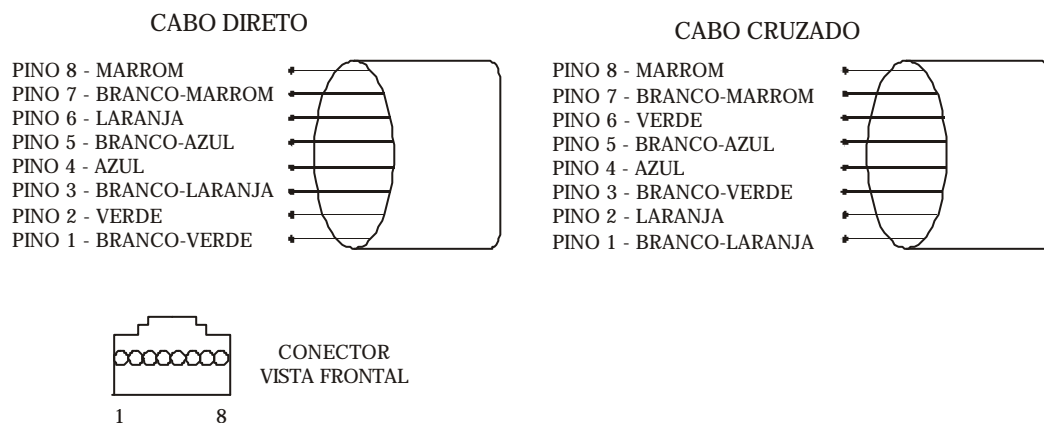 CABO DIRETO
PINO 8 - MARROM
PINO 7 - BRANCO-MARROM
PINO 6 - LARANJA
PINO 5 - BRANCO-AZUL
PINO 4 - AZUL
PINO 3 - BRANCO-LARANJA
PINO 2 - VERDE
PINO 1 - BRANCO-VERDE
CABO CRUZADO
PINO 8 - MARROM
PINO 7 - BRANCO-MARROM
PINO 6 - VERDE
PINO 5 - BRANCO-AZUL
PINO 4 - AZUL
PINO 3 - BRANCO-VERDE
PINO 2 - LARANJA
PINO 1 - BRANCO-LARANJA
CONECTOR
VISTA FRONTAL
1 8